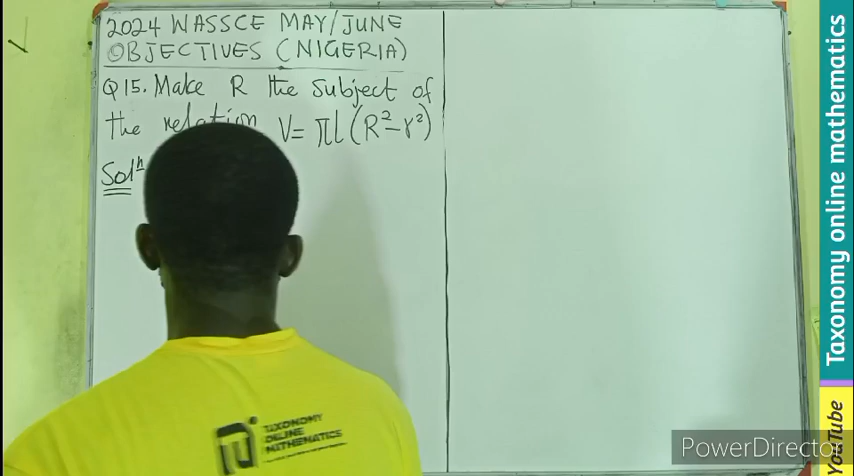 2024 WASSCE MAY/JUNE
OBJECTIVES (NIGERIA)
Q15. Make R the subject of
the relation V= πl(R²-r²)
Solⁿ
TAXONOMY
ONLINE
MATHEMATICS
Taxonomy online mathematics
YouTube
PowerDirector